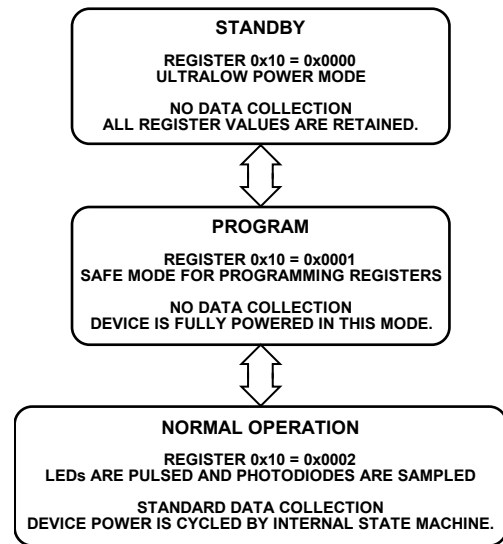 STANDBY
REGISTER 0x10 = 0x0000
ULTRALOW POWER MODE
NO DATA COLLECTION
ALL REGISTER VALUES ARE RETAINED.
PROGRAM
REGISTER 0x10 = 0x0001
SAFE MODE FOR PROGRAMMING REGISTERS
NO DATA COLLECTION
DEVICE IS FULLY POWERED IN THIS MODE.
NORMAL OPERATION
REGISTER 0x10 = 0x0002
LEDs ARE PULSED AND PHOTODIODES ARE SAMPLED
STANDARD DATA COLLECTION
DEVICE POWER IS CYCLED BY INTERNAL STATE MACHINE.